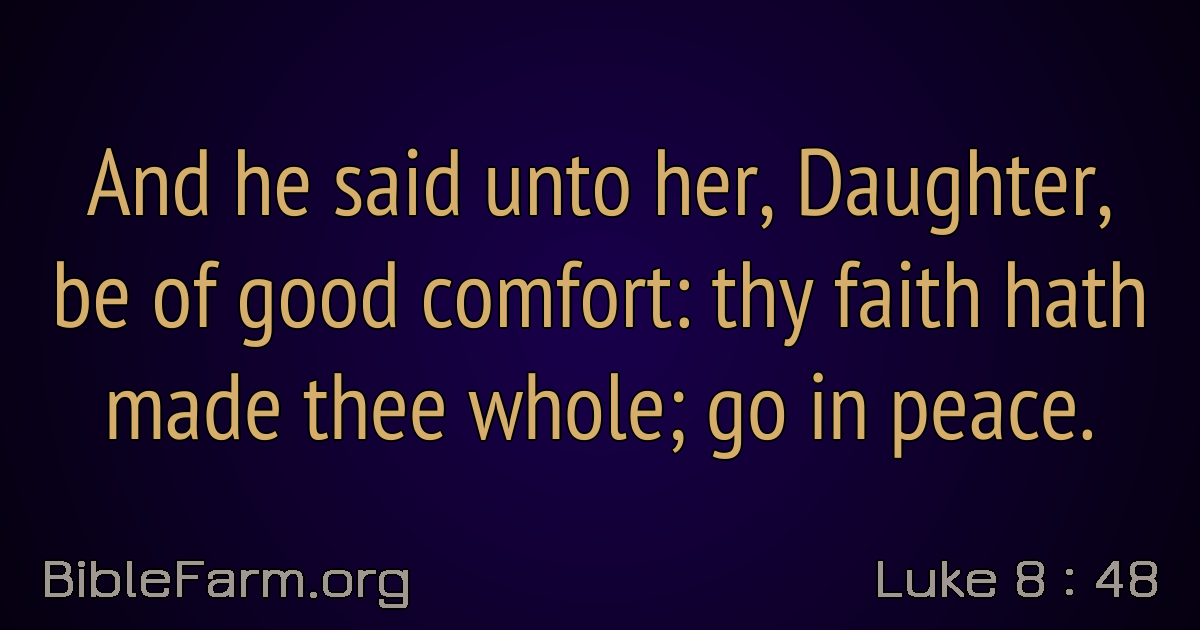 And he said unto her, Daughter,
be of good comfort: thy faith hath
made thee whole; go in peace.
BibleFarm.org
Luke 8 : 48